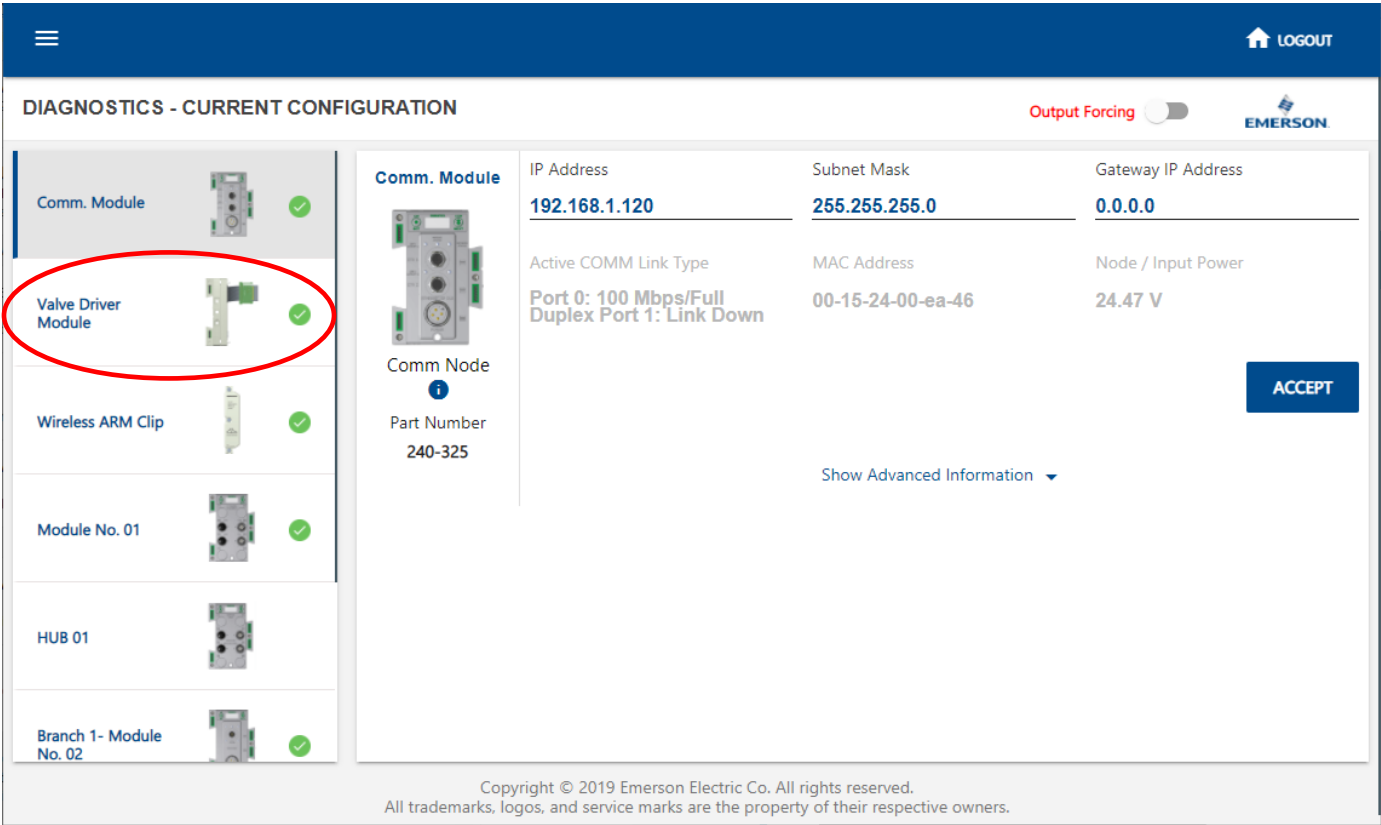 LOGOUT
DIAGNOSTICS - CURRENT CONFIGURATION
Output Forcing
EMERSON
Comm. Module
Valve Driver
Module
Wireless ARM Clip
Module No. 01
HUB 01
Branch 1- Module
No. 02
Comm. Module
Comm Node
Part Number
240-325
IP Address
192.168.1.120
Subnet Mask
255.255.255.0
Gateway IP Address
0.0.0.0
Active COMM Link Type
Port 0: 100 Mbps/Full
Duplex Port 1: Link Down
MAC Address
00-15-24-00-ea-46
Node / Input Power
24.47 V
ACCEPT
Show Advanced Information
Copyright © 2019 Emerson Electric Co. All rights reserved.
All trademarks, logos, and service marks are the property of their respective owners.